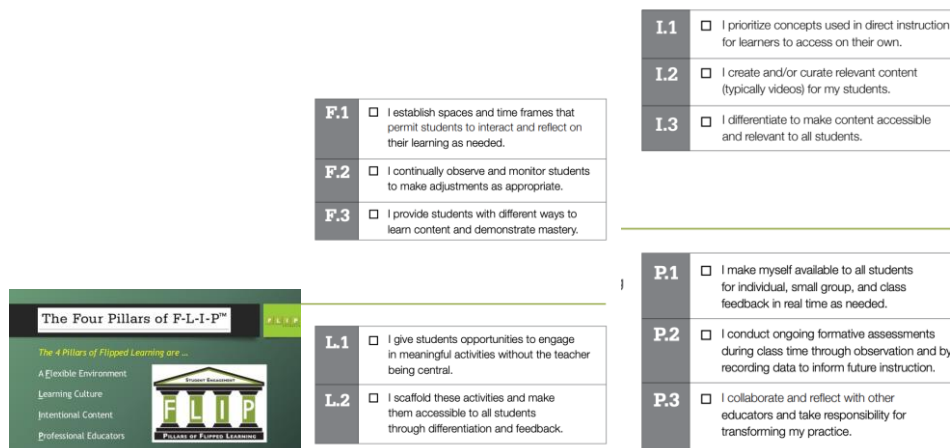 The Four Pillars of F-L-I-P™
FLIP
The 4 Pillars of Flipped Learning are ...
A Flexible Environment
Learning Culture
Intentional Content
Professional Educators
STUDENT ENGAGEMENT
FLIP
PILLARS OF FLIPPED LEARNING
F.1 I establish spaces and time frames that
permit students to interact and reflect on
their learning as needed.
F.2 I continually observe and monitor students
to make adjustments as appropriate.
F.3 I provide students with different ways to
learn content and demonstrate mastery.
L.1 I give students opportunities to engage
in meaningful activities without the teacher
being central.
L.2 I scaffold these activities and make
them accessible to all students
through differentiation and feedback.
I.1 I prioritize concepts used in direct instruction
for learners to access on their own.
I.2 I create and/or curate relevant content
(typically videos) for my students.
I.3 I differentiate to make content accessible
and relevant to all students.
P.1 I make myself available to all students
for individual, small group, and class
feedback in real time as needed.
P.2 I conduct ongoing formative assessments
during class time through observation and by
recording data to inform future instruction.
P.3 I collaborate and reflect with other
educators and take responsibility for
transforming my practice.